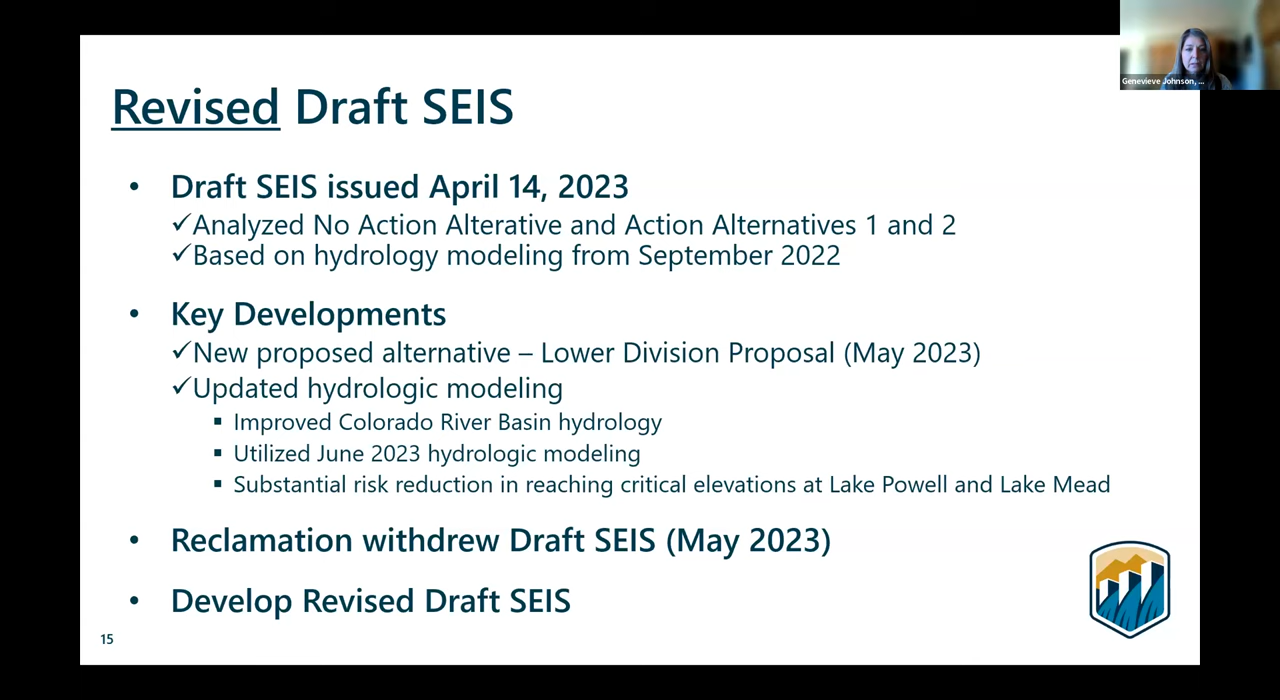 Genevieve Johnson, ...
Revised Draft SEIS
• Draft SEIS issued April 14, 2023
✓Analyzed No Action Alterative and Action Alternatives 1 and 2
✓Based on hydrology modeling from September 2022
• Key Developments
✓New proposed alternative – Lower Division Proposal (May 2023)
✓Updated hydrologic modeling
▪ Improved Colorado River Basin hydrology
▪ Utilized June 2023 hydrologic modeling
▪ Substantial risk reduction in reaching critical elevations at Lake Powell and Lake Mead
• Reclamation withdrew Draft SEIS (May 2023)
• Develop Revised Draft SEIS
15